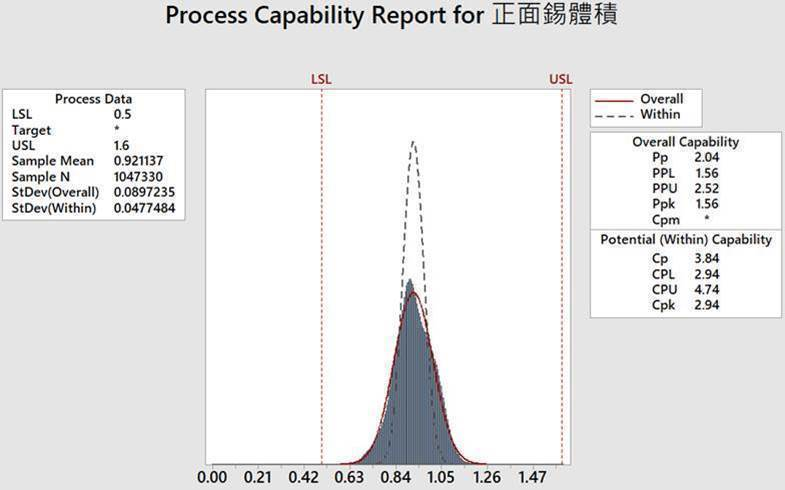 Process Capability Report for 正面錫體積
LSL
USL
Process Data
LSL 0.5
Target *
USL 1.6
Sample Mean 0.921137
Sample N 1047330
StDev(Overall) 0.0897235
StDev(Within) 0.0477484
Overall
Within
Overall Capability
Pp 2.04
PPL 1.56
PPU 2.52
Ppk 1.56
Cpm *
Potential (Within) Capability
Cp 3.84
CPL 2.94
CPU 4.74
Cpk 2.94
0.00 0.21 0.42 0.63 0.84 1.05 1.26 1.47